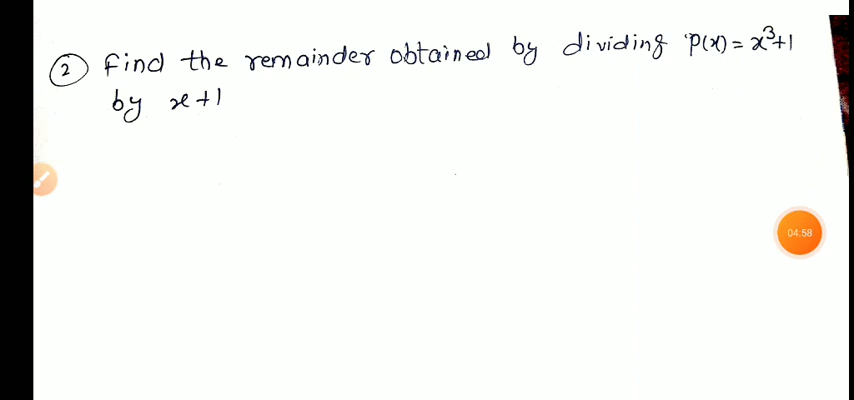 ② Find the remainder obtained by dividing P(x) = x³+1
by x+1
04:58